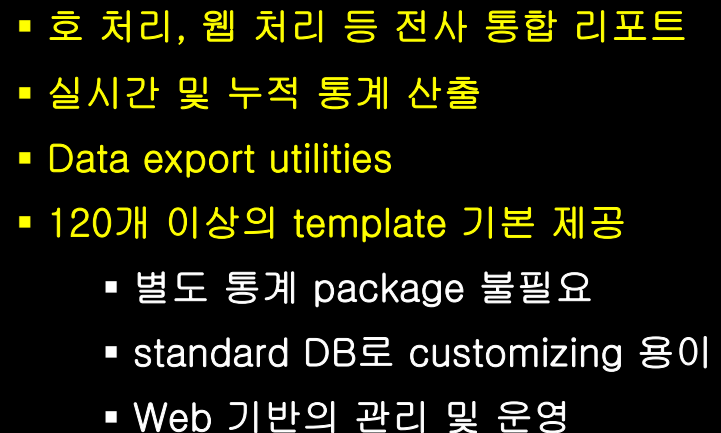 ▪ 호 처리, 웹 처리 등 전사 통합 리포트
▪ 실시간 및 누적 통계 산출
▪ Data export utilities
▪ 120개 이상의 template 기본 제공
▪ 별도 통계 package 불필요
▪ standard DB로 customizing 용이
▪ Web 기반의 관리 및 운영